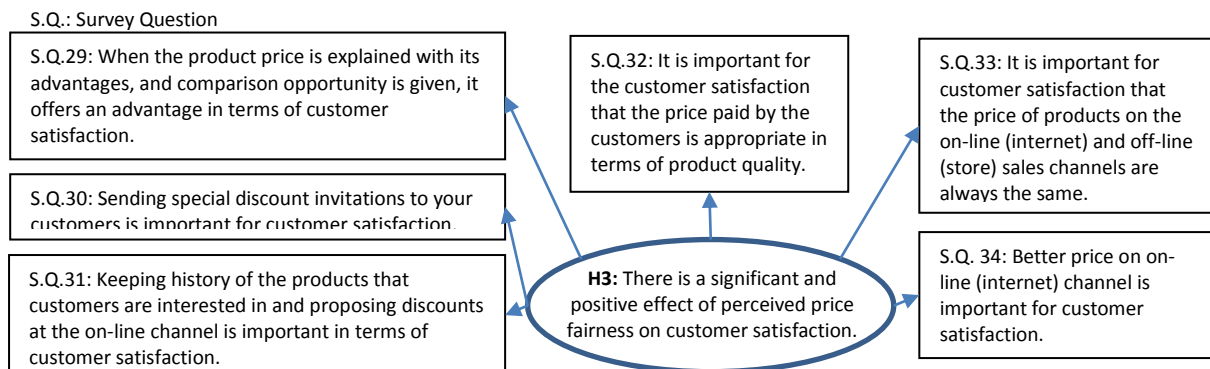 S.Q.: Survey Question
S.Q.29: When the product price is explained with its
advantages, and comparison opportunity is given, it
offers an advantage in terms of customer
satisfaction.
S.Q.30: Sending special discount invitations to your
customers is important for customer satisfaction.
S.Q.31: Keeping history of the products that
customers are interested in and proposing discounts
at the on-line channel is important in terms of
customer satisfaction.
S.Q.32: It is important for
the customer satisfaction
that the price paid by the
customers is appropriate in
terms of product quality.
S.Q.33: It is important for
customer satisfaction that
the price of products on the
on-line (internet) and off-line
(store) sales channels are
always the same.
H3: There is a significant and
positive effect of perceived price
fairness on customer satisfaction.
S.Q. 34: Better price on on-
line (internet) channel is
important for customer
satisfaction.